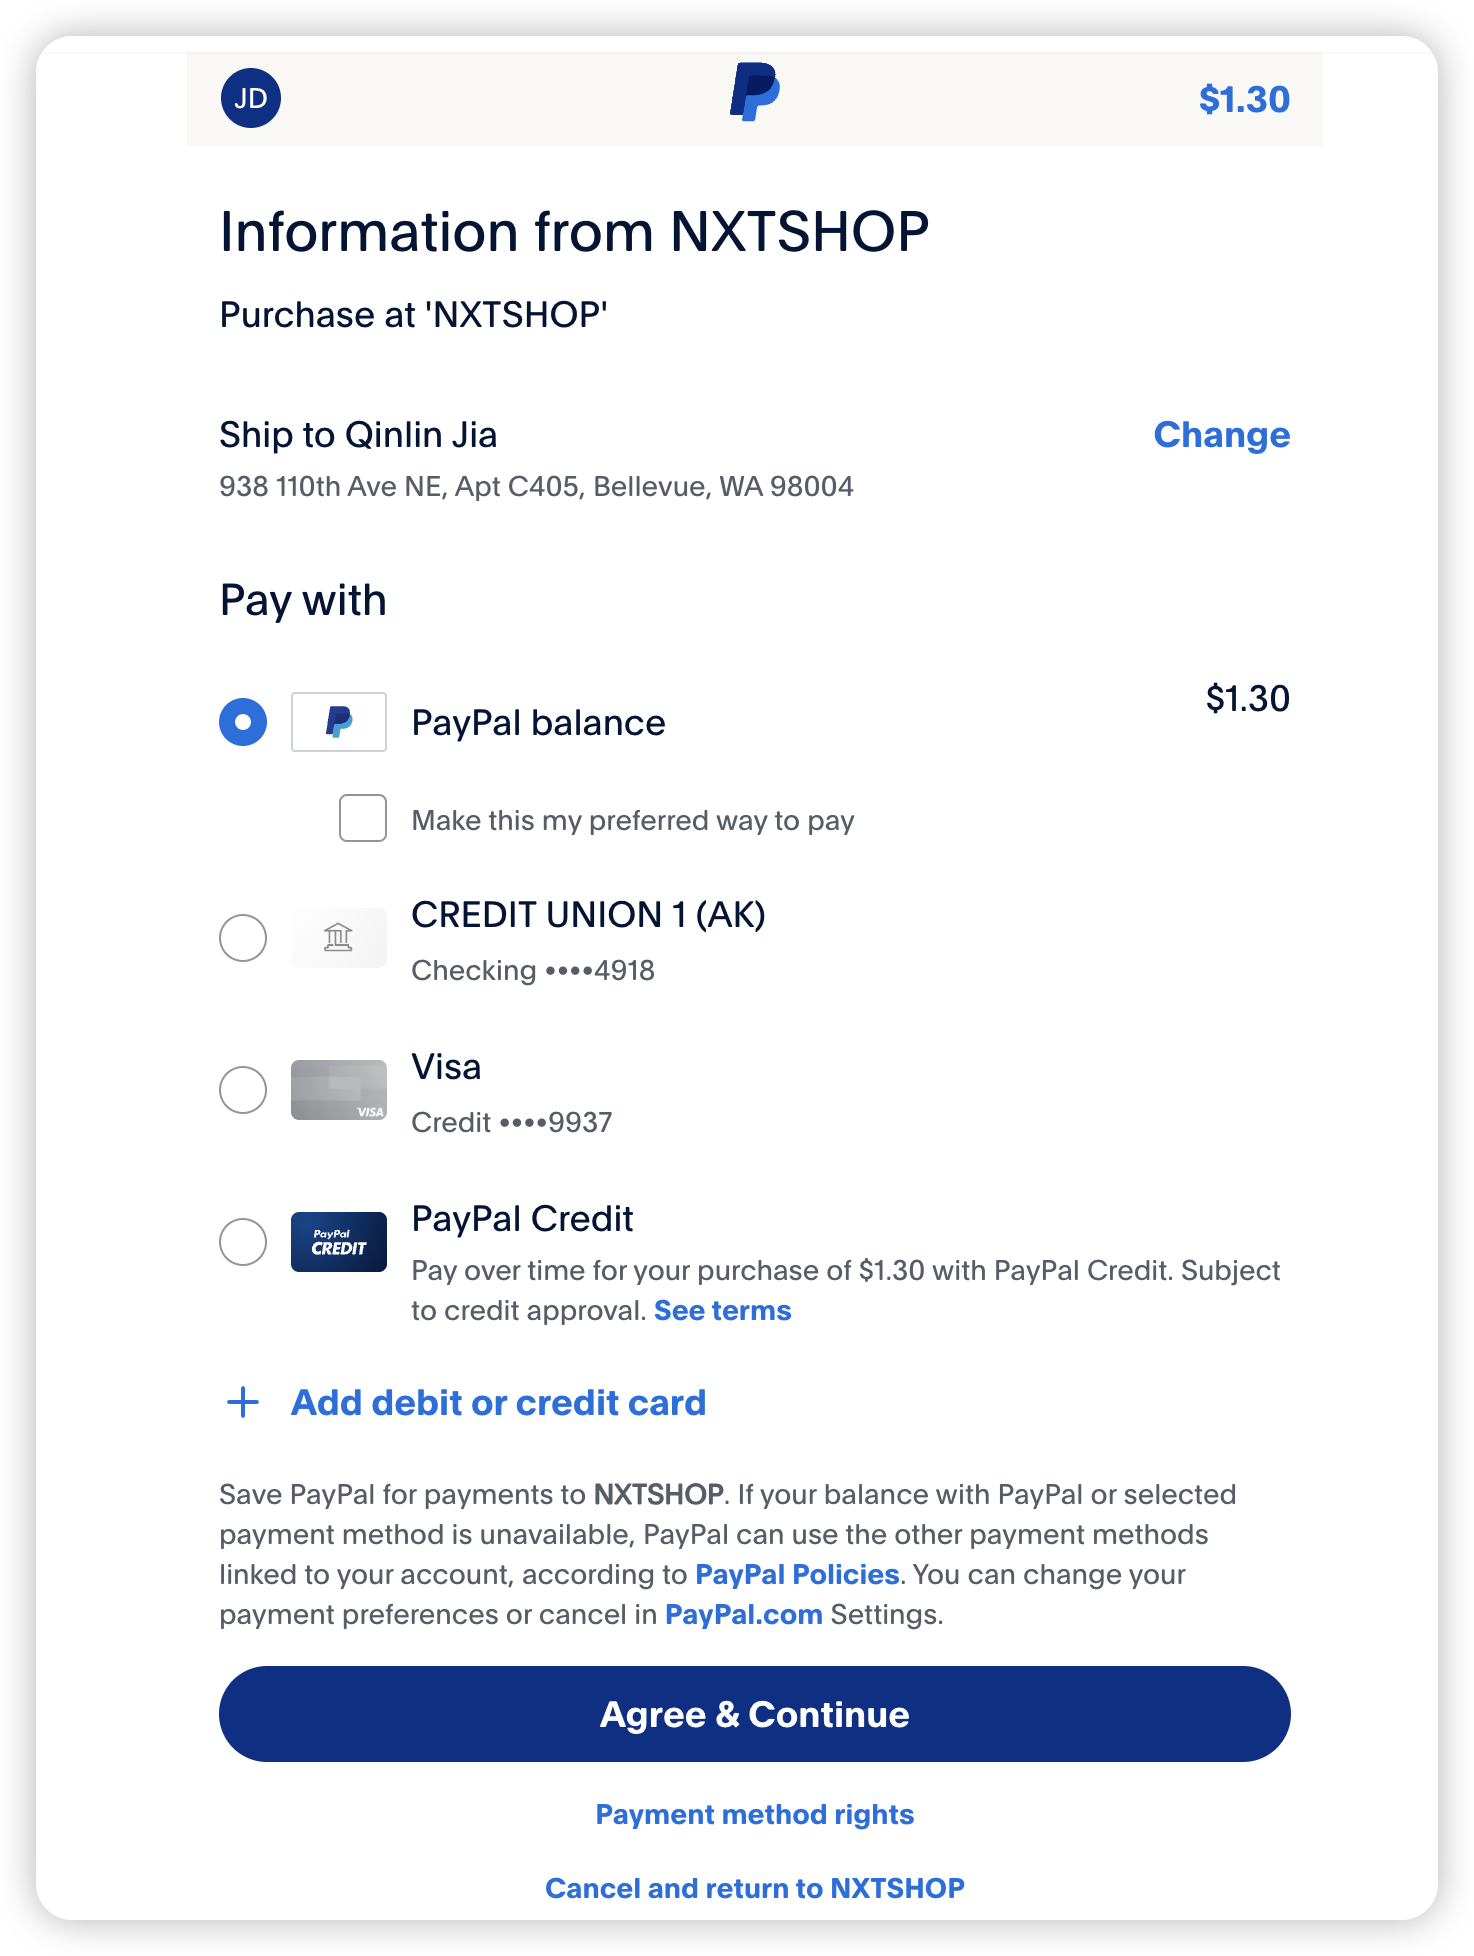 JD
$1.30
Information from NXTSHOP
Purchase at 'NXTSHOP'
Ship to Qinlin Jia
Change
938 110th Ave NE, Apt C405, Bellevue, WA 98004
Pay with
PayPal balance
$1.30
Make this my preferred way to pay
CREDIT UNION 1 (AK)
Checking ••••4918
VISA
Visa
Credit ••••9937
PayPal
CREDIT
PayPal Credit
Pay over time for your purchase of $1.30 with PayPal Credit. Subject
to credit approval. See terms
+ Add debit or credit card
Save PayPal for payments to NXTSHOP. If your balance with PayPal or selected
payment method is unavailable, PayPal can use the other payment methods
linked to your account, according to PayPal Policies. You can change your
payment preferences or cancel in PayPal.com Settings.
Agree & Continue
Payment method rights
Cancel and return to NXTSHOP